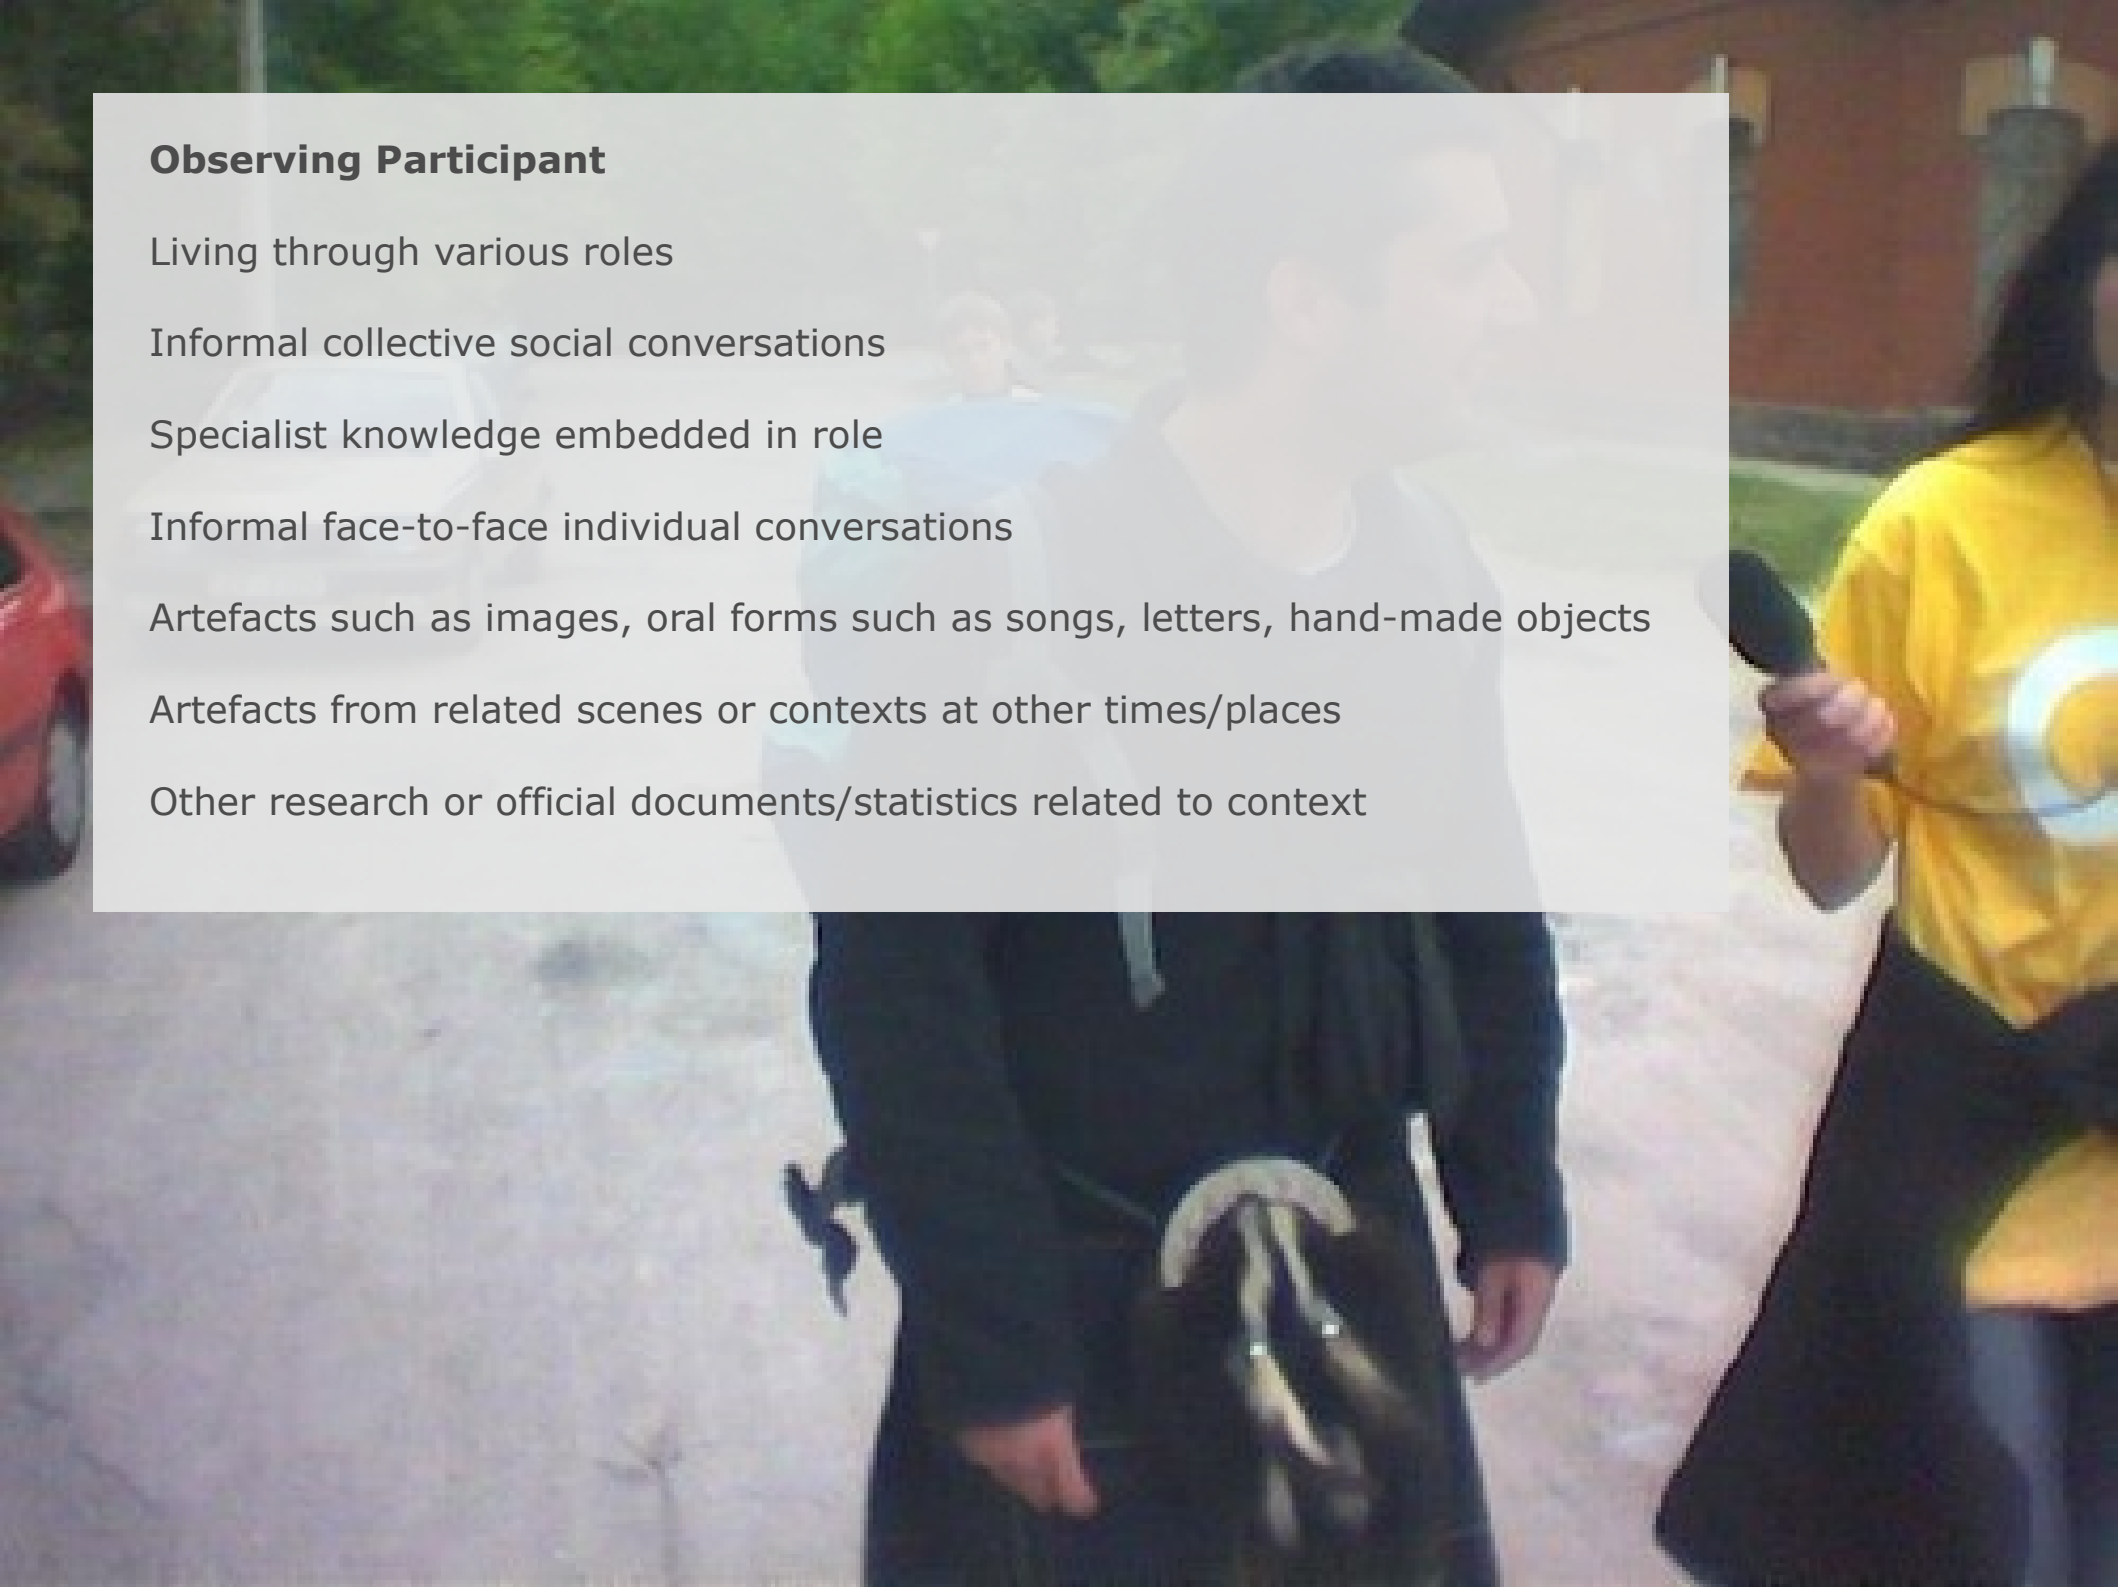 Observing Participant
Living through various roles
Informal collective social conversations
Specialist knowledge embedded in role
Informal face-to-face individual conversations
Artefacts such as images, oral forms such as songs, letters, hand-made objects
Artefacts from related scenes or contexts at other times/places
Other research or official documents/statistics related to context